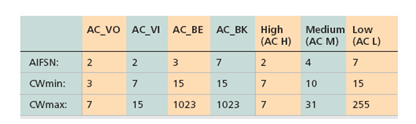 AC_VO AC_VI AC_BE AC_BK High (AC H) Medium (AC M) Low (AC L)
AIFSN: 2 2 3 7 2 4 7
CWmin: 3 7 15 15 7 10 15
CWmax: 7 15 1023 1023 7 31 255